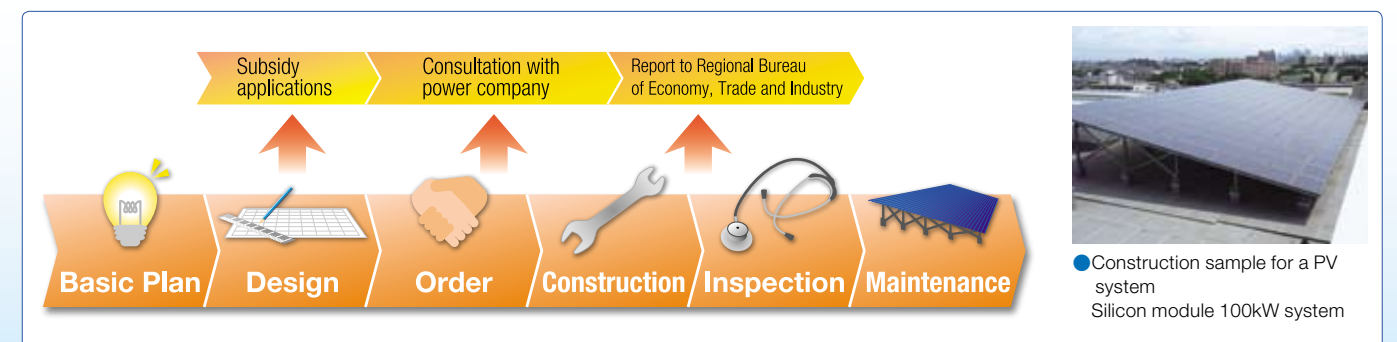 Subsidy
applications
Consultation with
power company
Report to Regional Bureau
of Economy, Trade and Industry
Basic Plan
Design
Order
Construction
Inspection
Maintenance
Construction sample for a PV
system
Silicon module 100kW system